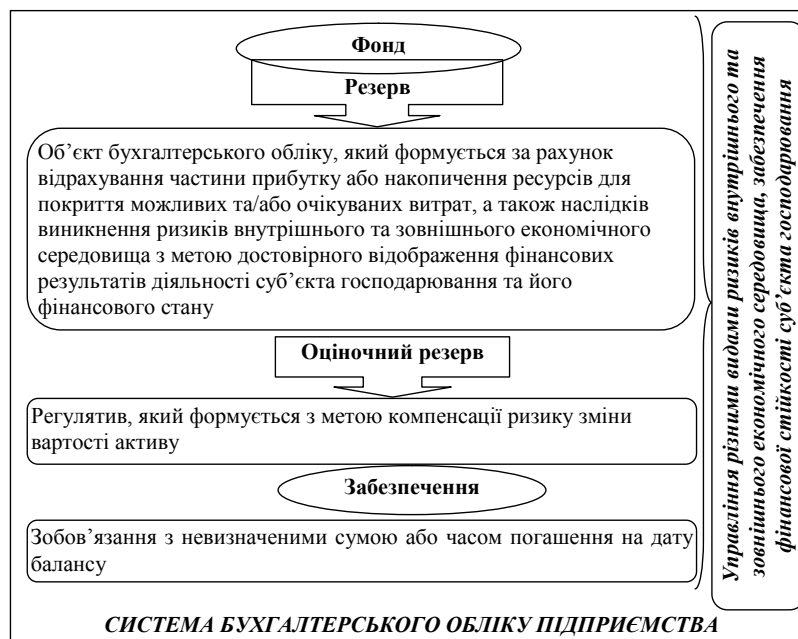 Фонд
Резерв
Об’єкт бухгалтерського обліку, який формується за рахунок
відрахування частини прибутку або накопичення ресурсів для
покриття можливих та/або очікуваних витрат, а також наслідків
виникнення ризиків внутрішнього та зовнішнього економічного
середовища з метою достовірного відображення фінансових
результатів діяльності суб’єкта господарювання та його
фінансового стану
Оціночний резерв
Регулятив, який формується з метою компенсації ризику зміни
вартості активу
Забезпечення
Зобов’язання з невизначеними сумою або часом погашення на дату
балансу
Управління різними видами ризиків внутрішнього та
зовнішнього економічного середовища, забезпечення
фінансової стійкості суб’єкта господарювання
СИСТЕМА БУХГАЛТЕРСЬКОГО ОБЛІКУ ПІДПРИЄМСТВА